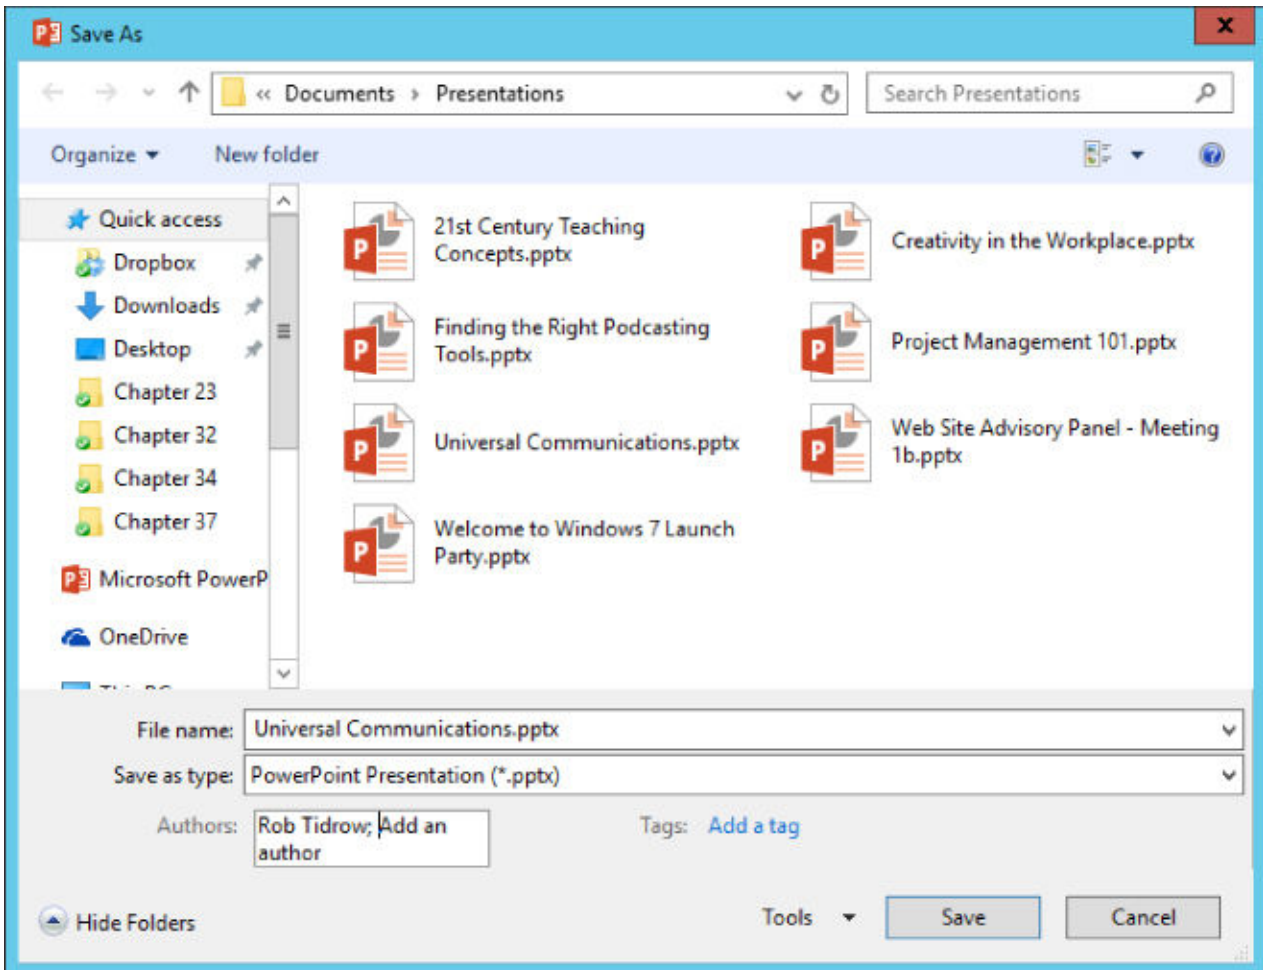 Save As
« Documents › Presentations
Search Presentations
Organize
New folder
Quick access
Dropbox
Downloads
Desktop
Chapter 23
Chapter 32
Chapter 34
Chapter 37
Microsoft PowerP
OneDrive
21st Century Teaching
Concepts.pptx
Creativity in the Workplace.pptx
Finding the Right Podcasting
Tools.pptx
Project Management 101.pptx
Universal Communications.pptx
Web Site Advisory Panel - Meeting
1b.pptx
Welcome to Windows 7 Launch
Party.pptx
File name: Universal Communications.pptx
Save as type: PowerPoint Presentation (*.pptx)
Authors: Rob Tidrow; Add an
author
Tags: Add a tag
Hide Folders
Tools
Save
Cancel